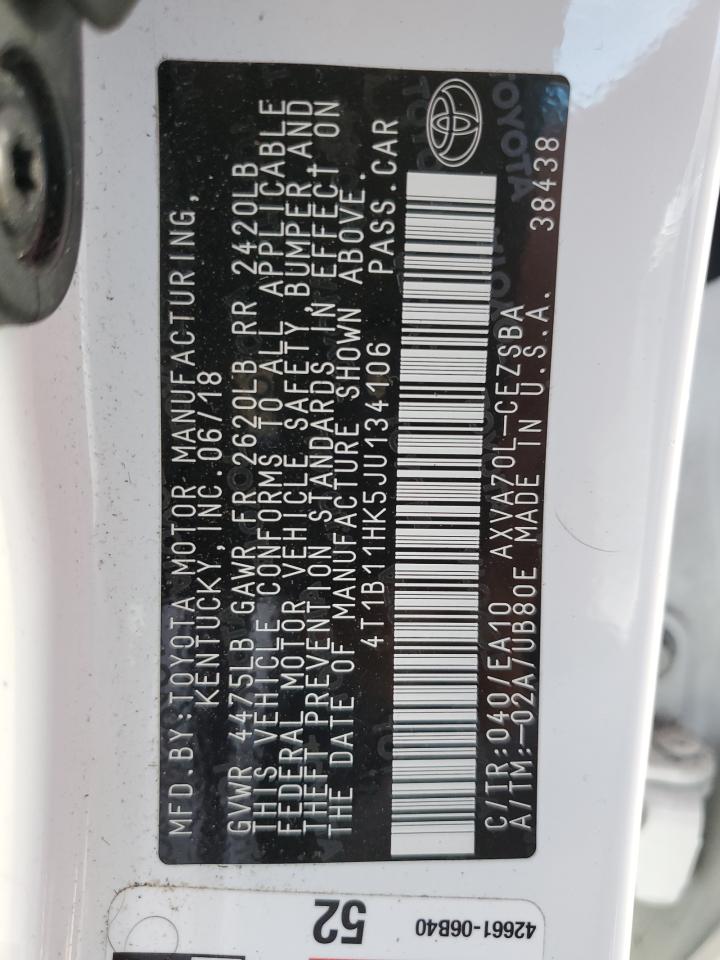 MFD.BY:TOYOTA MOTOR MANUFACTURING,
KENTUCKY, INC. 06/18
GVWR 4475LB GAWR FR 2620LB RR 2420LB
THIS VEHICLE CONFORMS TO ALL APPLICABLE
FEDERAL MOTOR VEHICLE SAFETY, BUMPER AND
THEFT PREVENTION STANDARDS IN EFFECT ON
THE DATE OF MANUFACTURE SHOWN ABOVE.
4T1B11HK5JU134106 PASS.CAR
C/TR:040/EA10 AXVA70L-CEZSBA
A/TM:-02A/UB80E MADE IN U.S.A. 38438
TOYOTA
52
42661-06B40